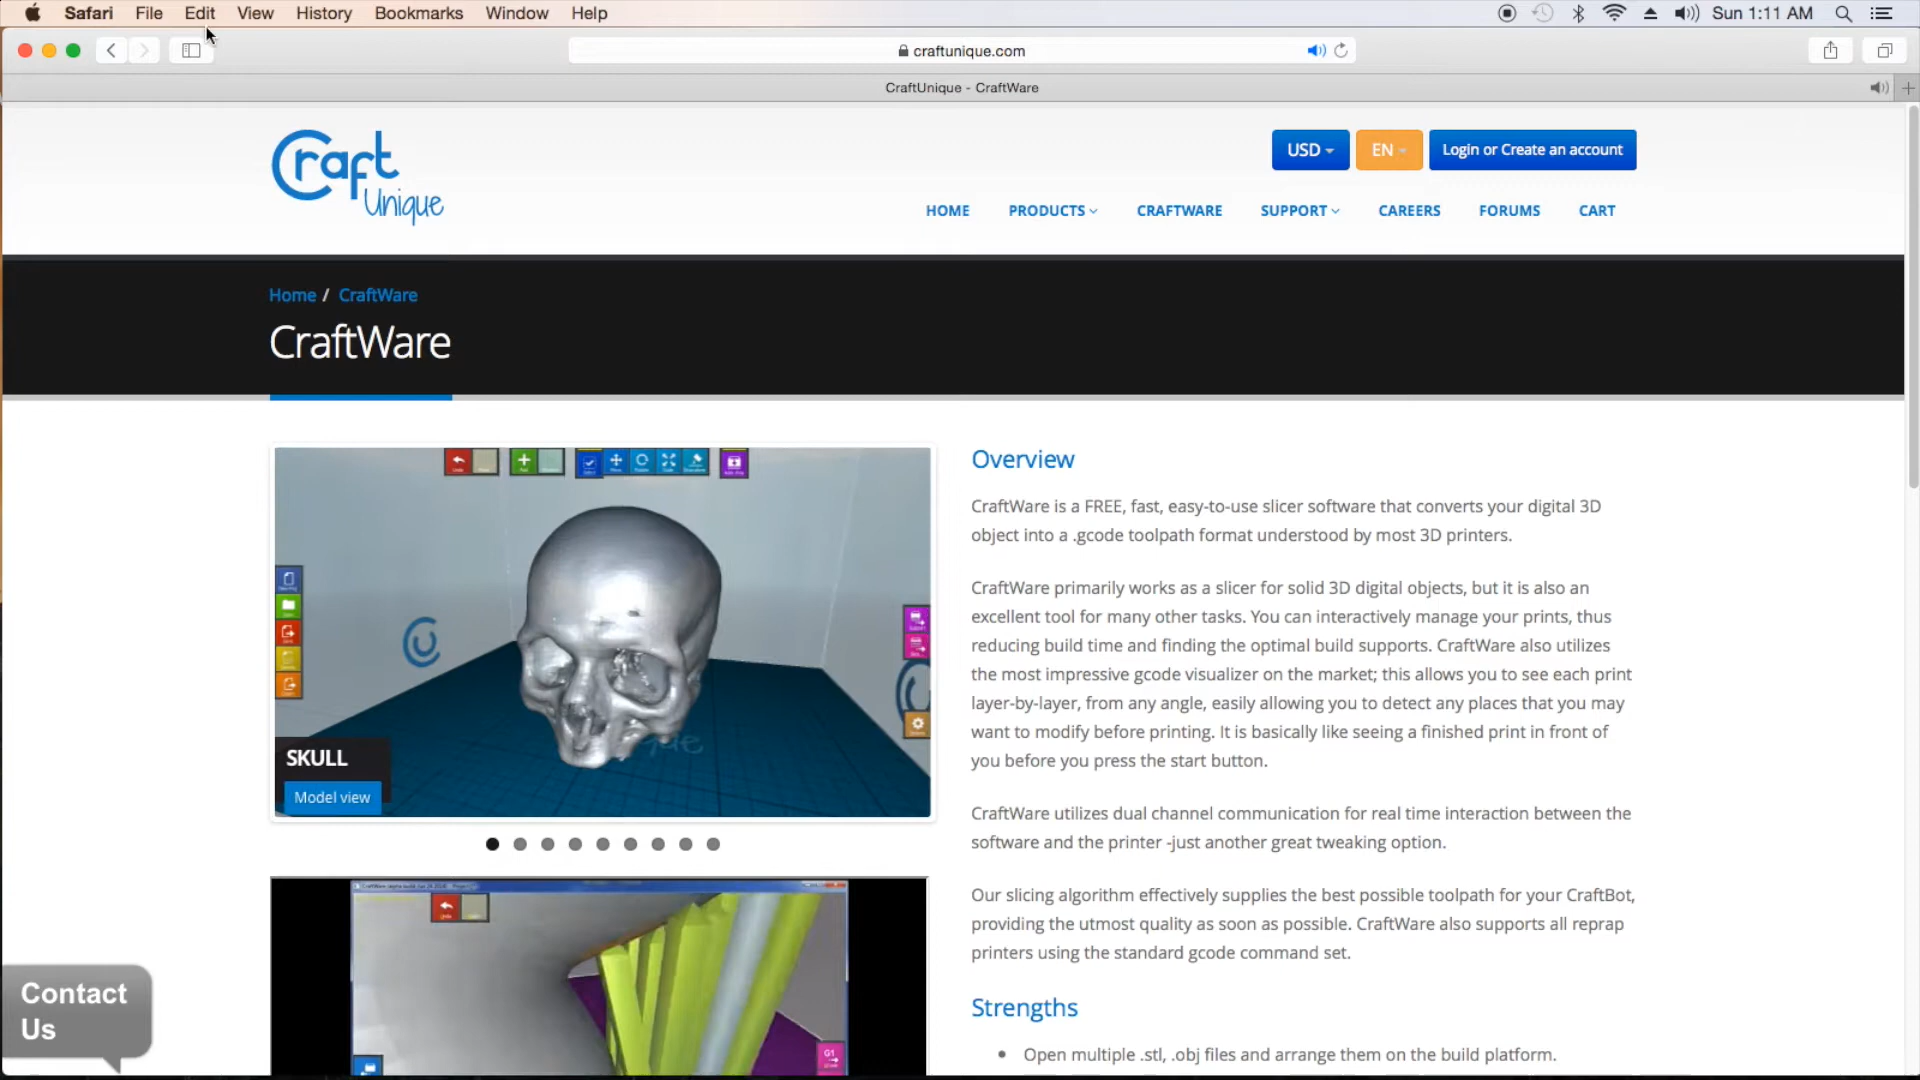 Safari File Edit View History Bookmarks Window Help
Sun 1:11 AM
craftunique.com
CraftUnique - CraftWare
Craft
Unique
USD
EN
Login or Create an account
HOME PRODUCTS CRAFTWARE SUPPORT CAREERS FORUMS CART
Home / CraftWare
CraftWare
SKULL
Model view
Overview
CraftWare is a FREE, fast, easy-to-use slicer software that converts your digital 3D
object into a .gcode toolpath format understood by most 3D printers.
CraftWare primarily works as a slicer for solid 3D digital objects, but it is also an
excellent tool for many other tasks. You can interactively manage your prints, thus
reducing build time and finding the optimal build supports. CraftWare also utilizes
the most impressive gcode visualizer on the market; this allows you to see each print
layer-by-layer, from any angle, easily allowing you to detect any places that you may
want to modify before printing. It is basically like seeing a finished print in front of
you before you press the start button.
CraftWare utilizes dual channel communication for real time interaction between the
software and the printer -just another great tweaking option.
Our slicing algorithm effectively supplies the best possible toolpath for your CraftBot,
providing the utmost quality as soon as possible. CraftWare also supports all reprap
printers using the standard gcode command set.
Strengths
Open multiple .stl, .obj files and arrange them on the build platform.
Contact
Us
G1